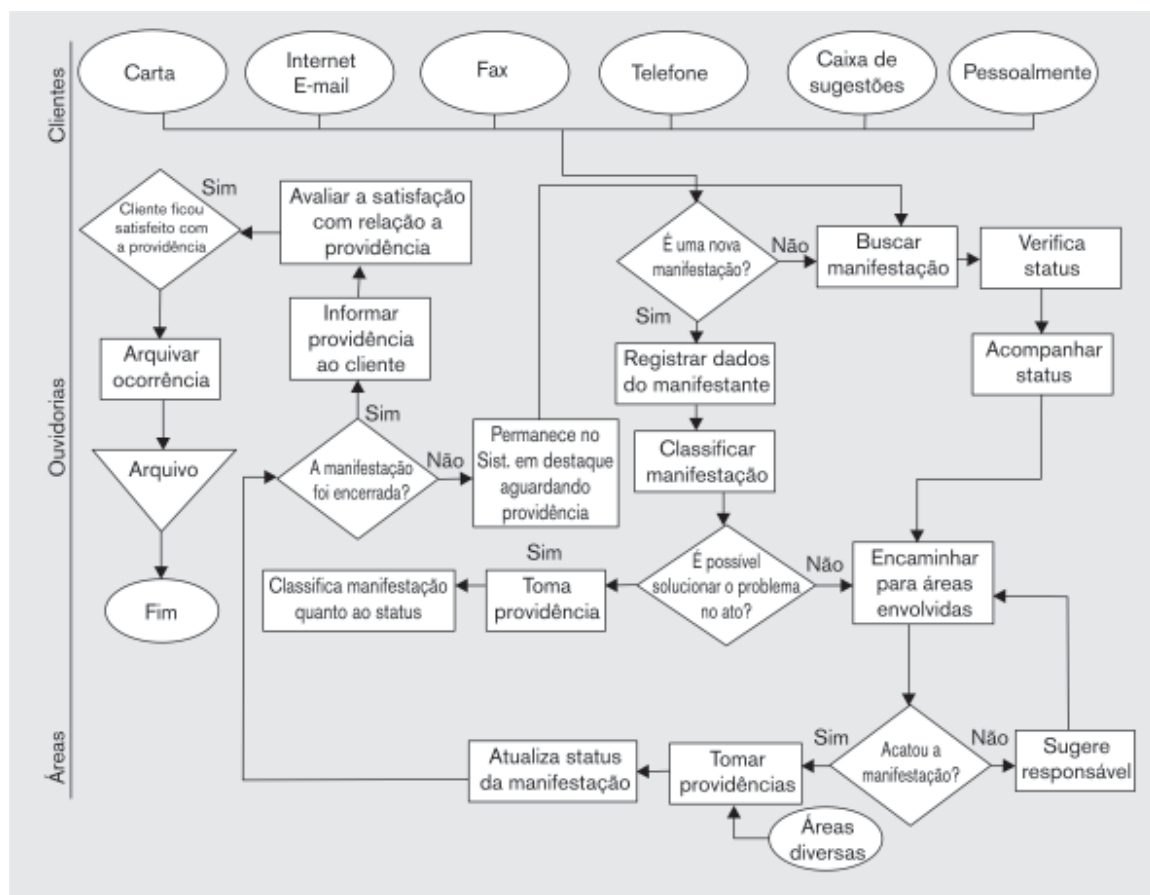 Clientes
Carta
Internet
E-mail
Fax
Telefone
Caixa de
sugestões
Pessoalmente
Ouvidorias
Sim
Cliente ficou
satisfeito com
a providência
Avaliar a satisfação
com relação a
providência
É uma nova
manifestação?
Não
Buscar
manifestação
Verifica
status
Sim
Informar
providência
ao cliente
Arquivar
ocorrência
Registrar dados
do manifestante
Acompanhar
status
Sim
Arquivo
A manifestação
foi encerrada?
Não
Permanece no
Sist. em destaque
aguardando
providência
Classificar
manifestação
Fim
Classifica manifestação
quanto ao status
Sim
Toma
providência
É possível
solucionar o problema
no ato?
Não
Encaminhar
para áreas
envolvidas
Áreas
Atualiza status
da manifestação
Tomar
providências
Sim
Acatou a
manifestação?
Não
Sugere
responsável
Áreas
diversas